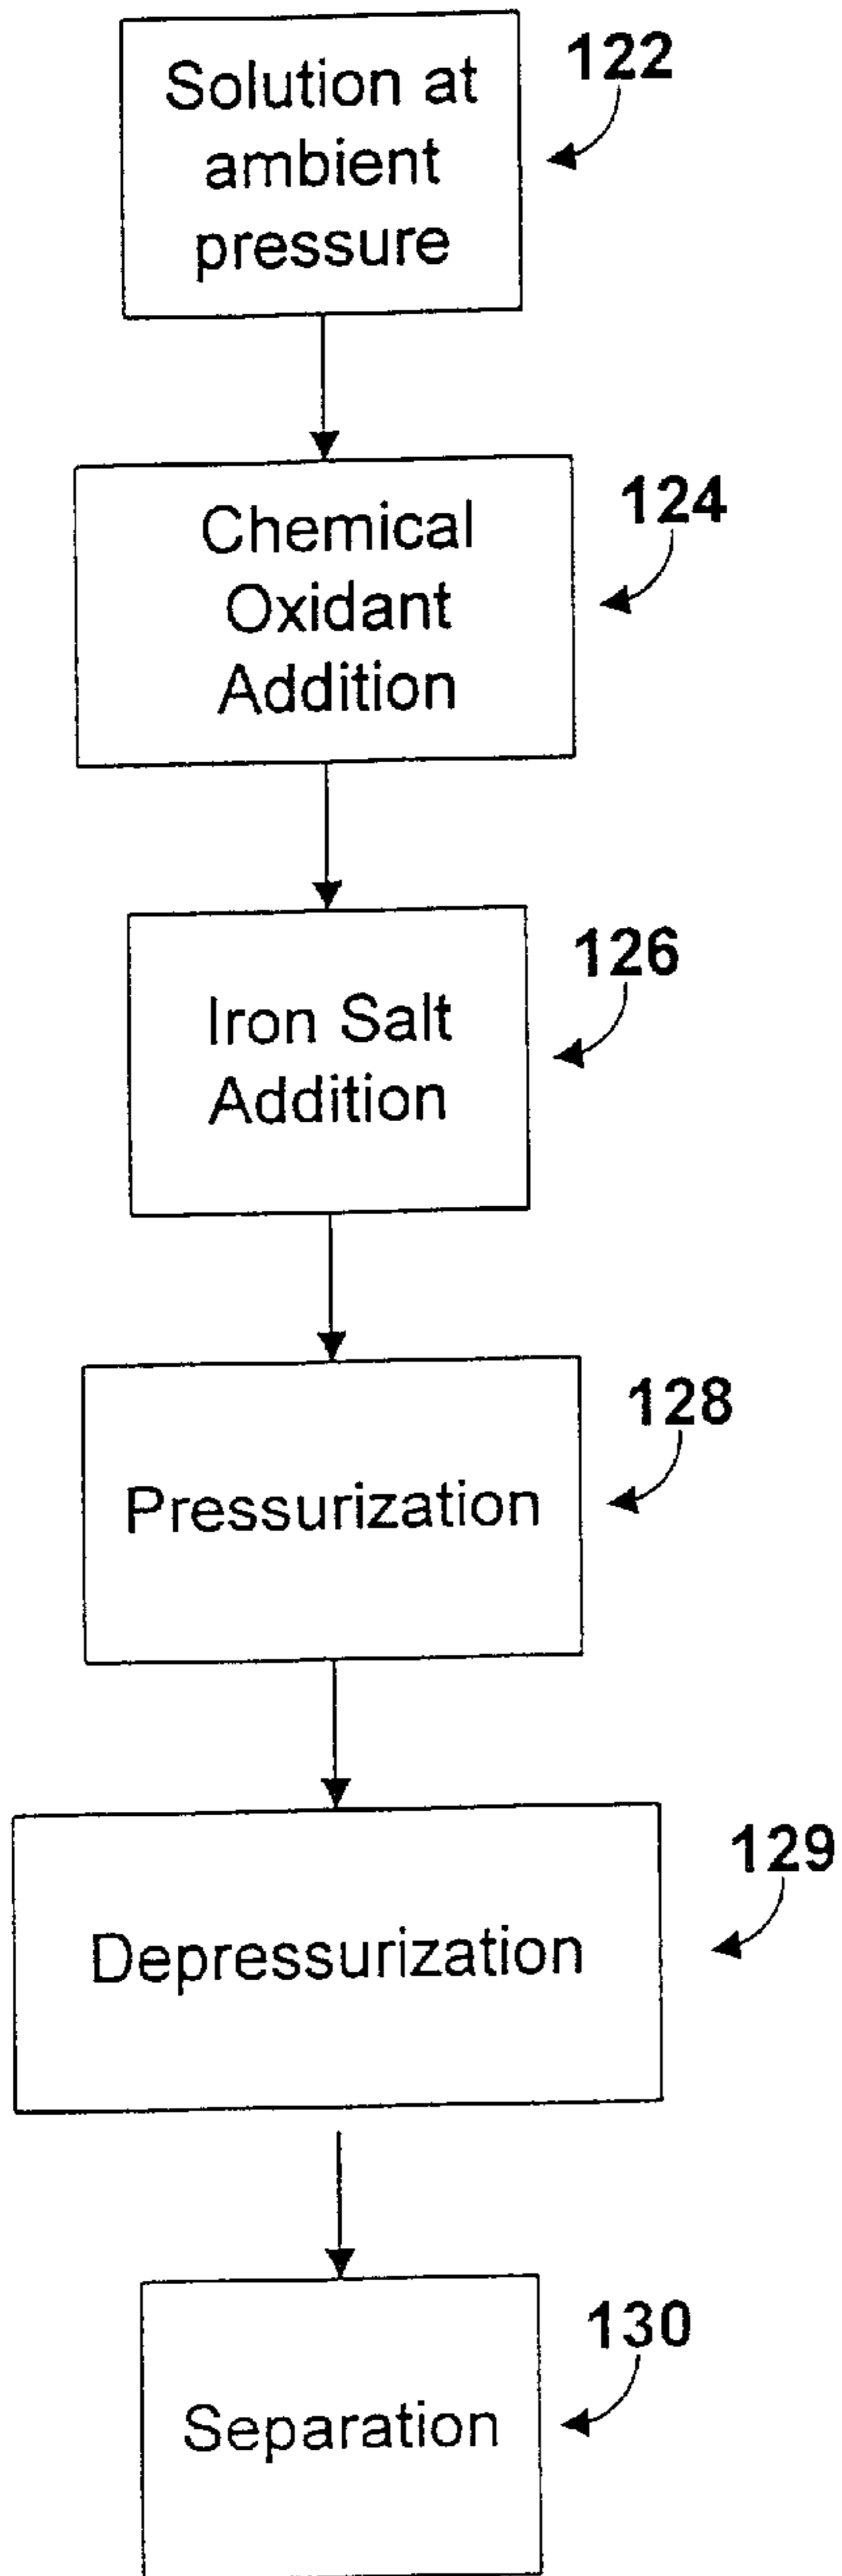 Solution at
ambient
pressure
122
Chemical
Oxidant
Addition
124
Iron Salt
Addition
126
Pressurization
128
Depressurization
129
Separation
130